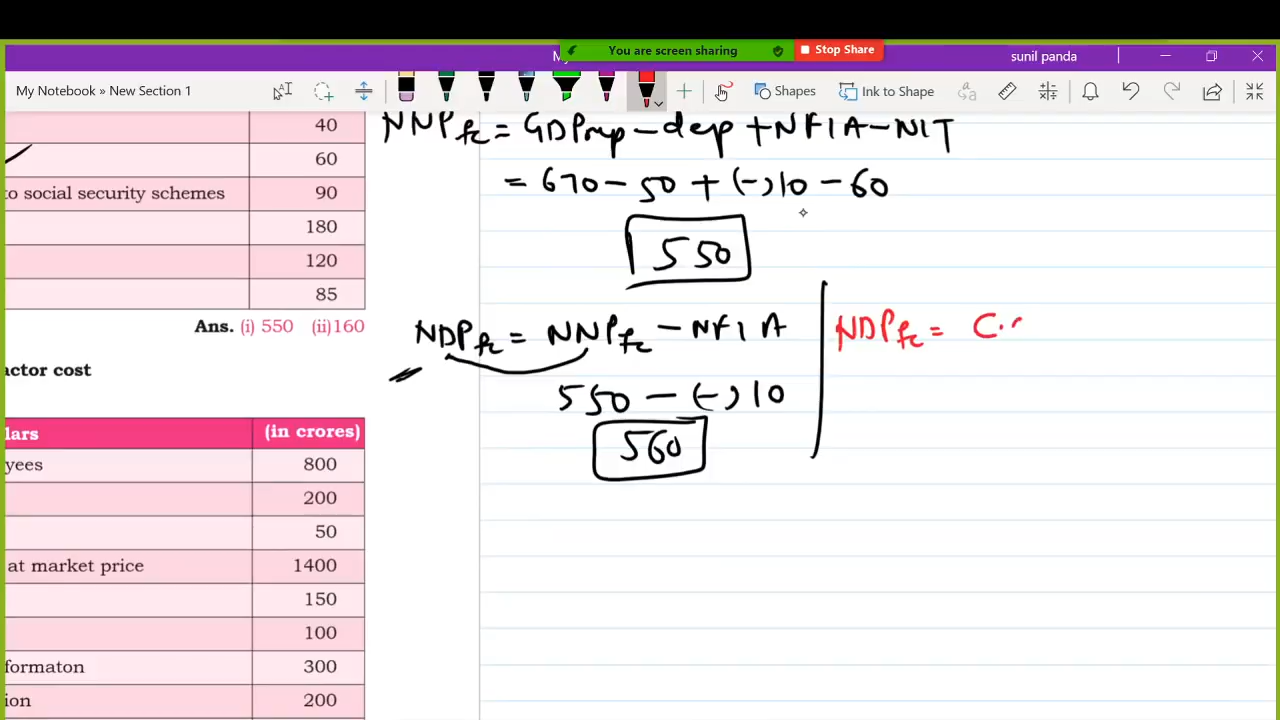 You are screen sharing
Stop Share
My
sunil panda
My Notebook » New Section 1
Shapes
Ink to Shape
40
60
to social security schemes 90
180
120
85
Ans. (i) 550 (ii)160
actor cost
lars (in crores)
yees 800
200
50
at market price 1400
150
100
formaton 300
ion 200
NNPfc = GDPmp - dep + NFIA - NIT
= 670 - 50 + (-)10 - 60
550
NDPfc = NNPfc - NFIA
550 - (-)10
560
NDPfc = C.